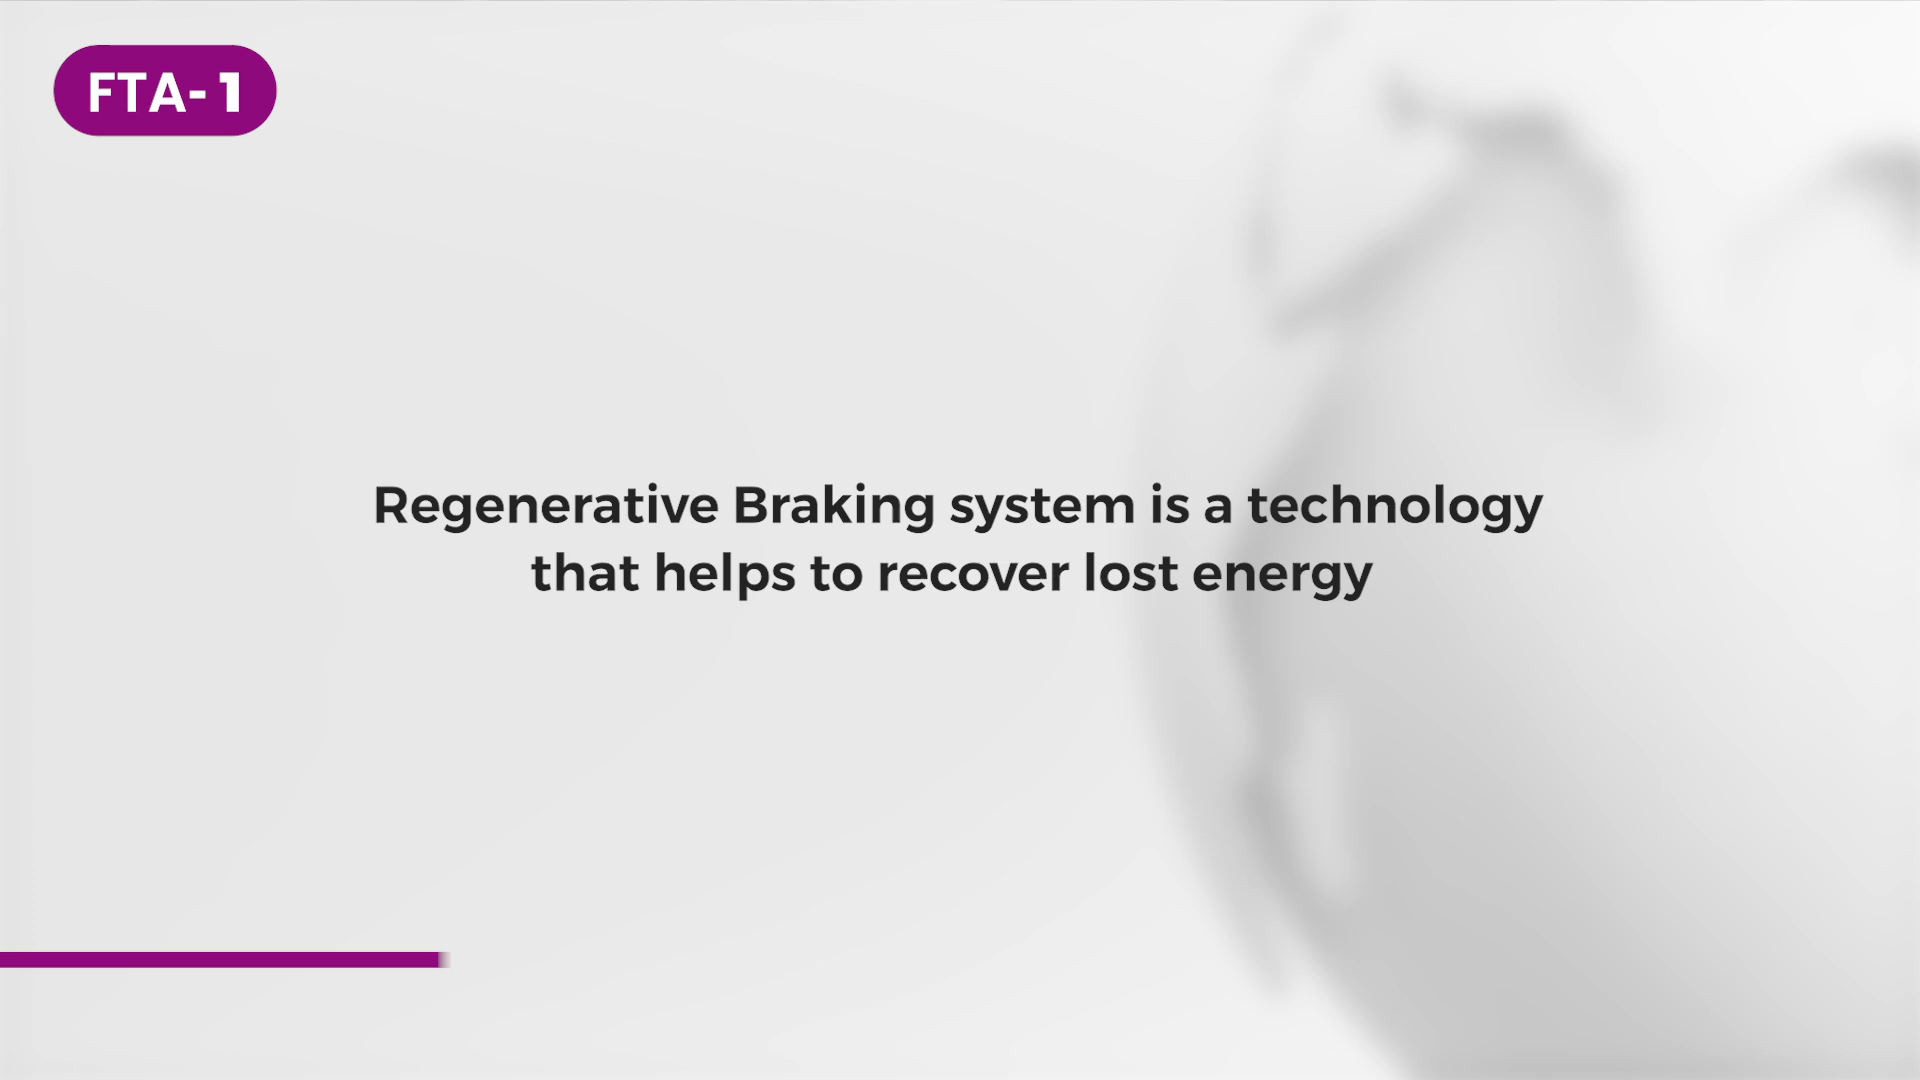 FTA-1
Regenerative Braking system is a technology
that helps to recover lost energy